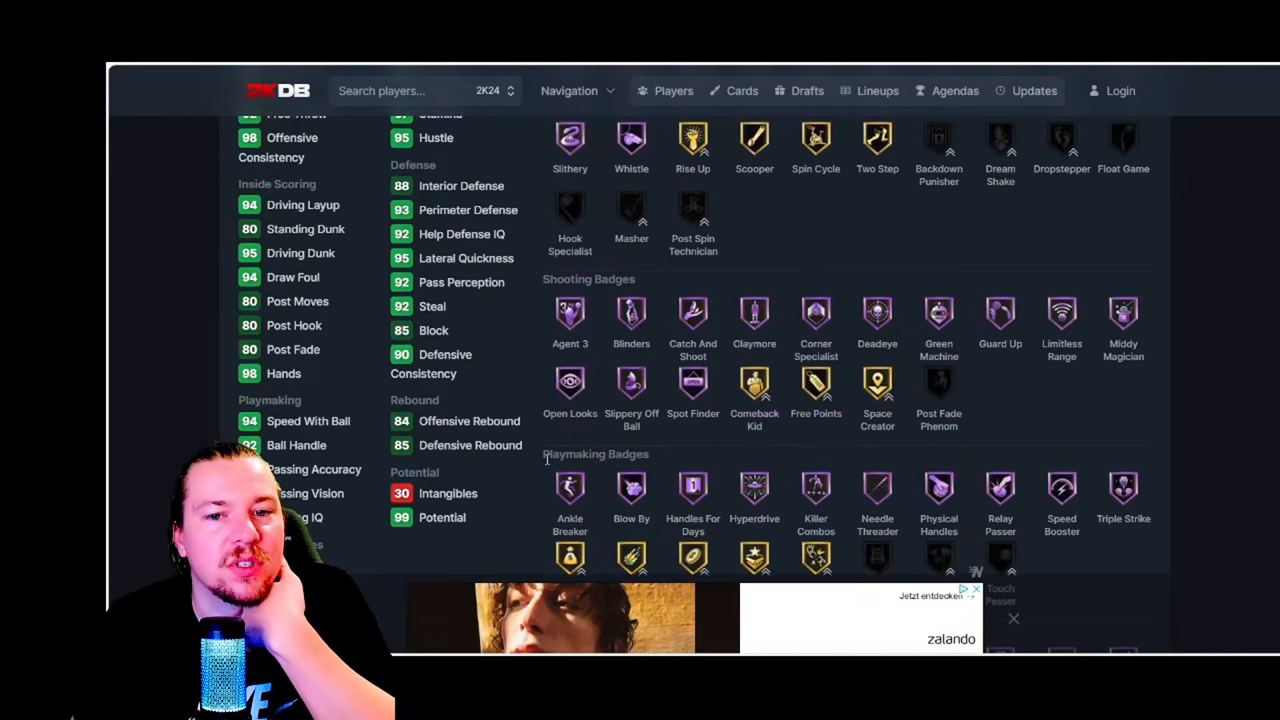 2KDB
Search players... 2K24
Navigation
Players
Cards
Drafts
Lineups
Agendas
Updates
Login
98 Offensive
Consistency
Inside Scoring
94 Driving Layup
80 Standing Dunk
95 Driving Dunk
94 Draw Foul
80 Post Moves
80 Post Hook
80 Post Fade
98 Hands
Playmaking
94 Speed With Ball
92 Ball Handle
Passing Accuracy
ssing Vision
IQ
Stamina
95 Hustle
Defense
88 Interior Defense
93 Perimeter Defense
92 Help Defense IQ
95 Lateral Quickness
92 Pass Perception
92 Steal
85 Block
90 Defensive
Consistency
Rebound
84 Offensive Rebound
85 Defensive Rebound
Potential
30 Intangibles
99 Potential
Slithery Whistle Rise Up Scooper Spin Cycle Two Step Backdown Dream Dropstepper Float Game
Punisher Shake
Hook Masher Post Spin
Specialist Technician
Shooting Badges
Agent 3 Blinders Catch And Claymore Corner Deadeye Green Guard Up Limitless Middy
Shoot Specialist Machine Range Magician
Open Looks Slippery Off Spot Finder Comeback Free Points Space Post Fade
Ball Kid Creator Phenom
Playmaking Badges
Ankle Blow By Handles For Hyperdrive Killer Needle Physical Relay Speed Triple Strike
Breaker Days Combos Threader Handles Passer Booster
Touch
Passer
Jetzt entdecken →
zalando